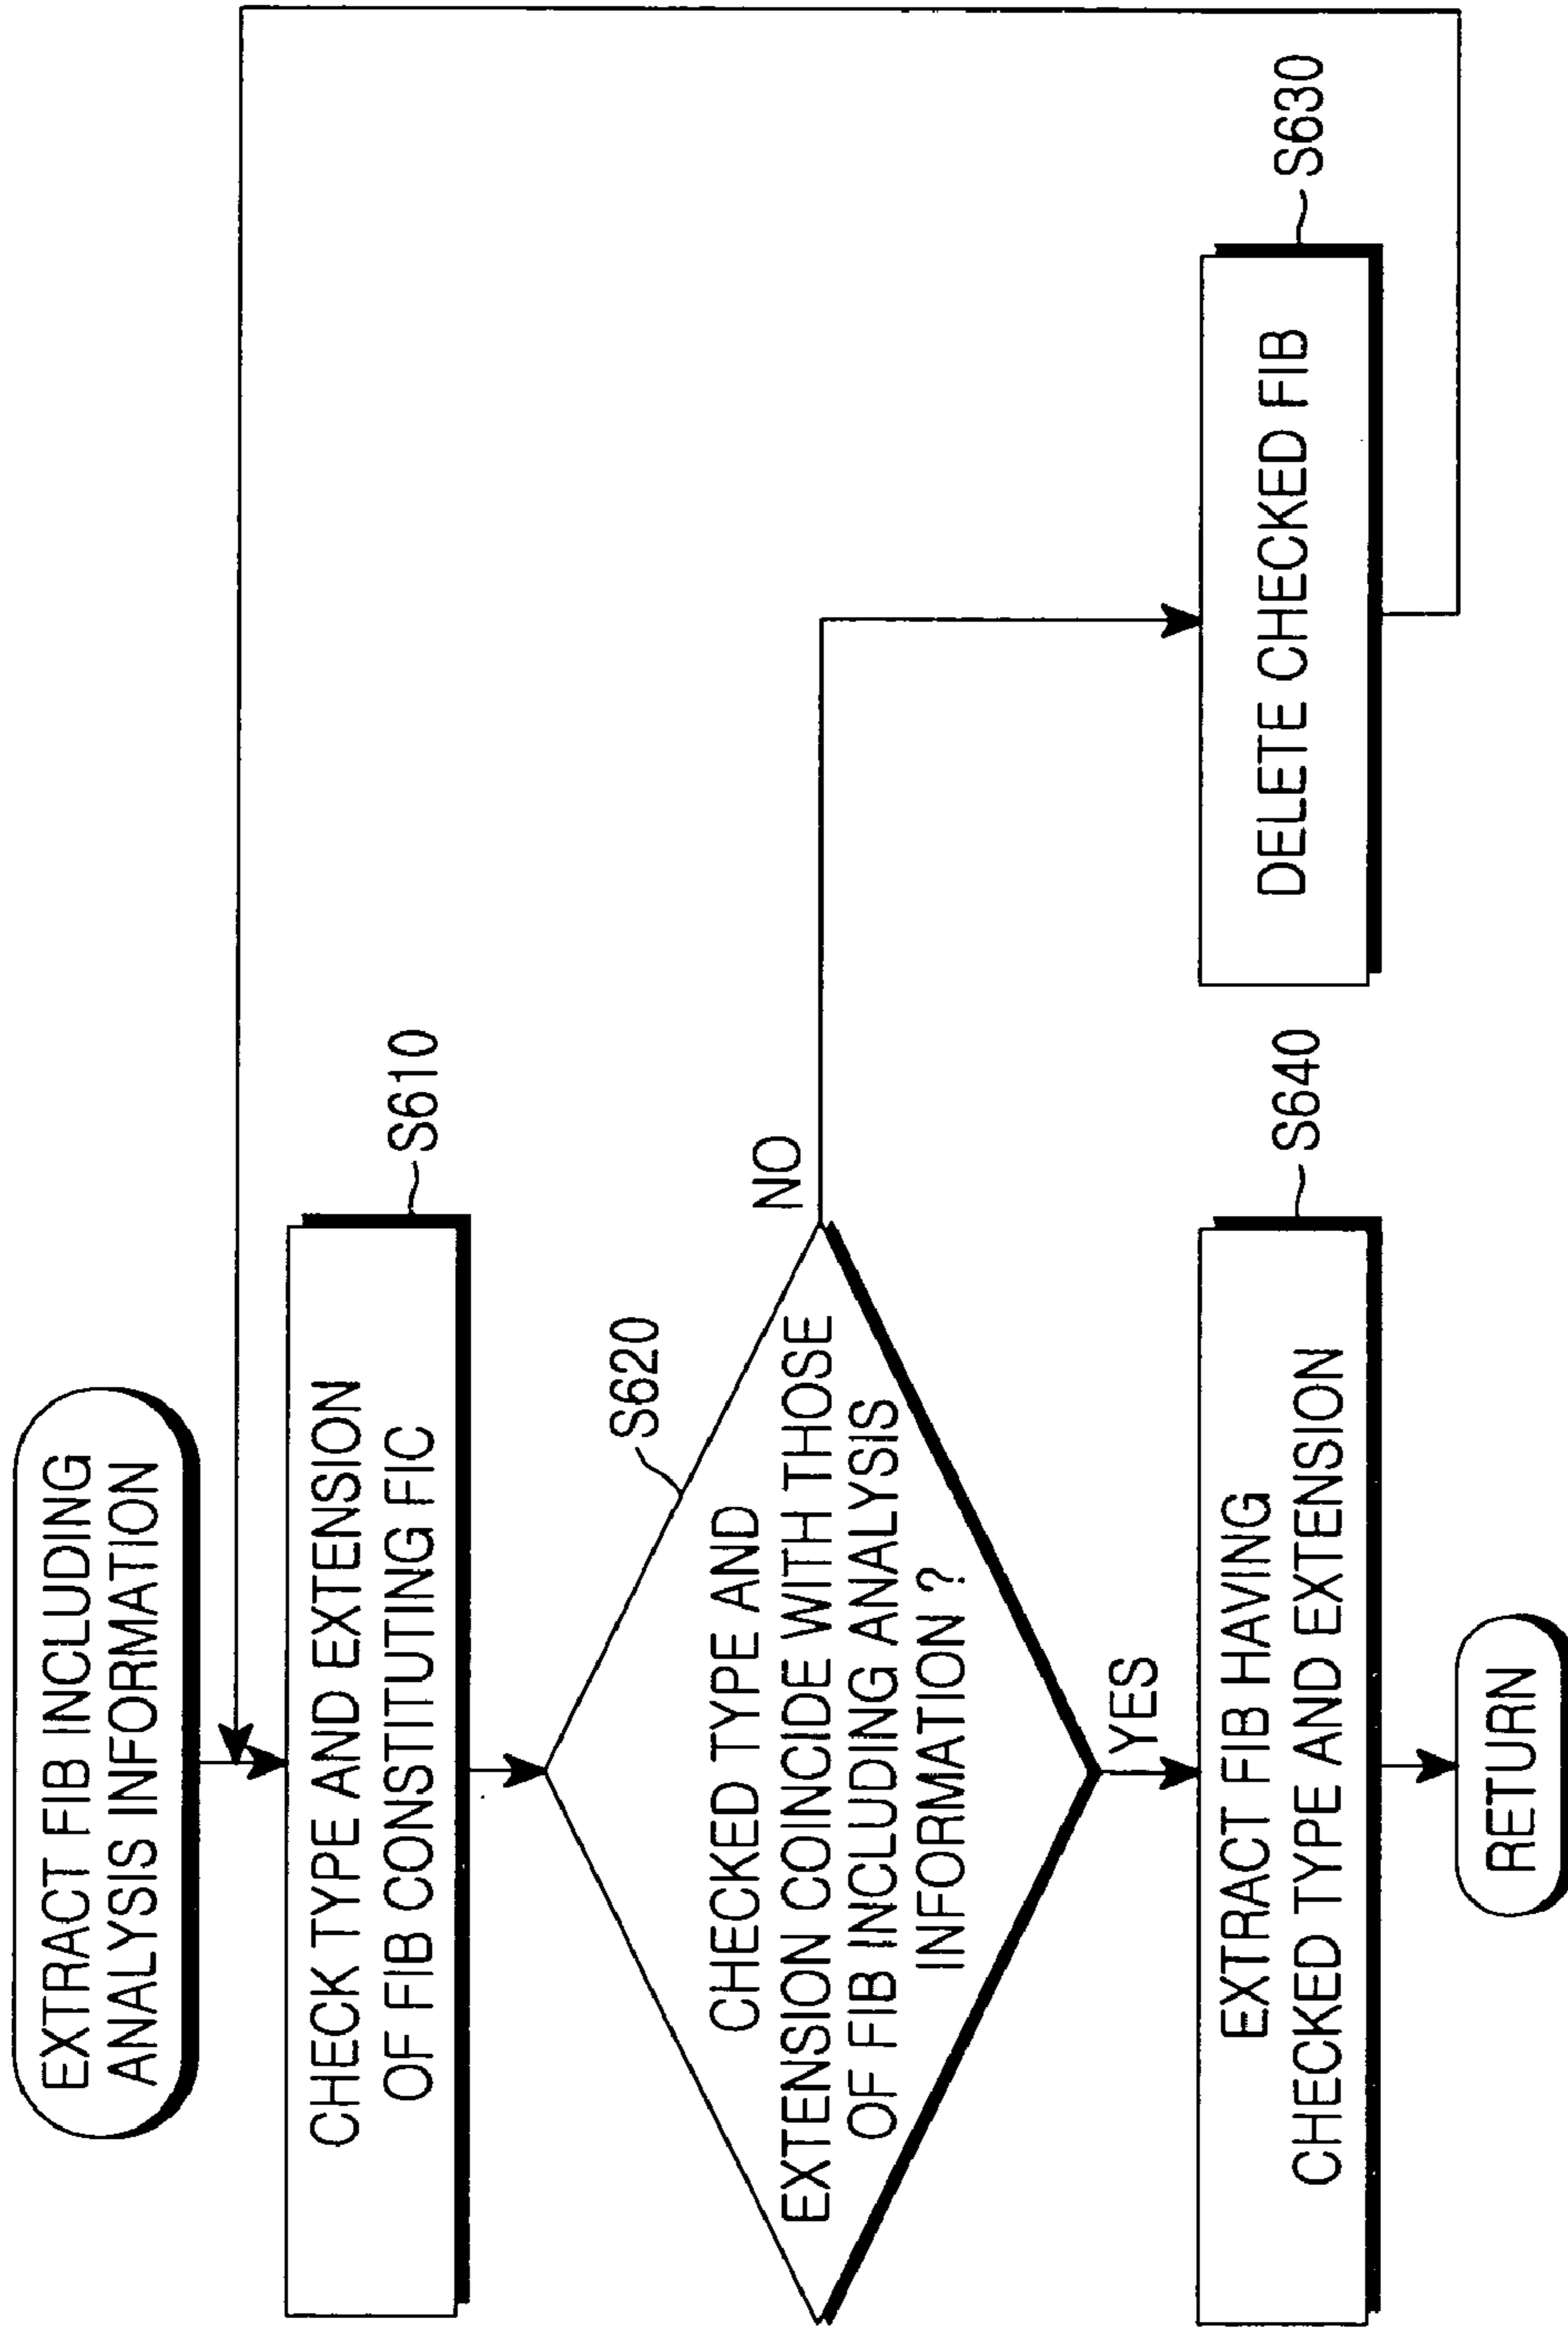 EXTRACT FIB INCLUDING
ANALYSIS INFORMATION
CHECK TYPE AND EXTENSION
OF FIB CONSTITUTING FIC
S610
CHECKED TYPE AND
EXTENSION COINCIDE WITH THOSE
OF FIB INCLUDING ANALYSIS
INFORMATION ?
S620
NO
YES
DELETE CHECKED FIB
S630
EXTRACT FIB HAVING
CHECKED TYPE AND EXTENSION
S640
RETURN